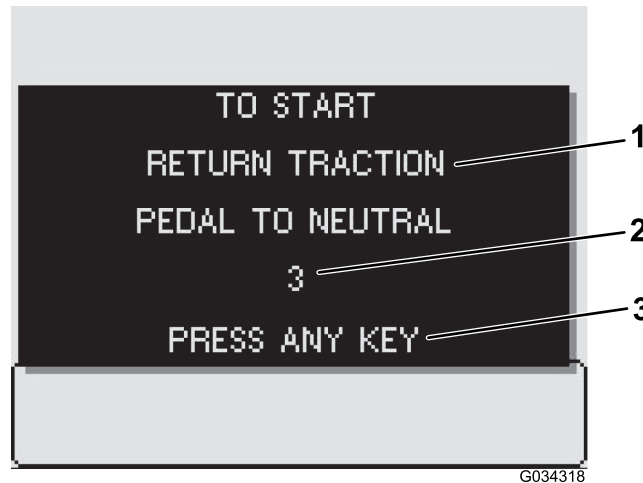 TO START
RETURN TRACTION
1
PEDAL TO NEUTRAL
2
3
3
PRESS ANY KEY
G034318